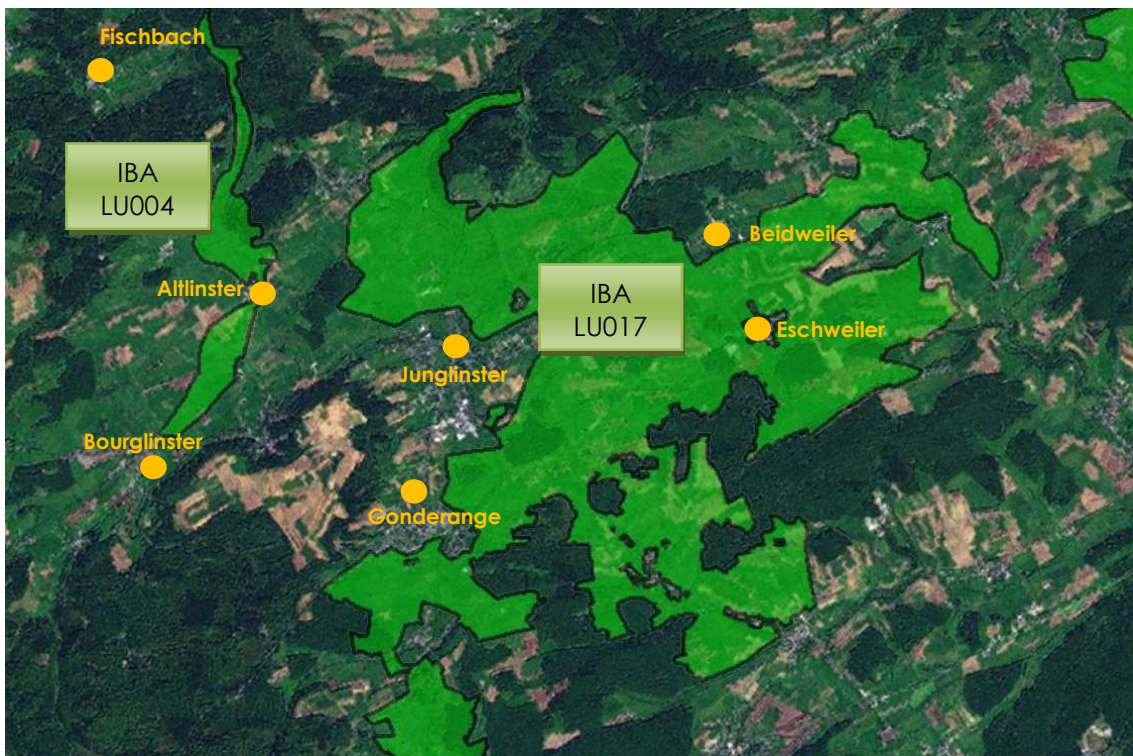 Fischbach
IBA
LU004
Beidweiler
Altlinster
IBA
LU017
Eschweiler
Junglinster
Bourglinster
Gonderange